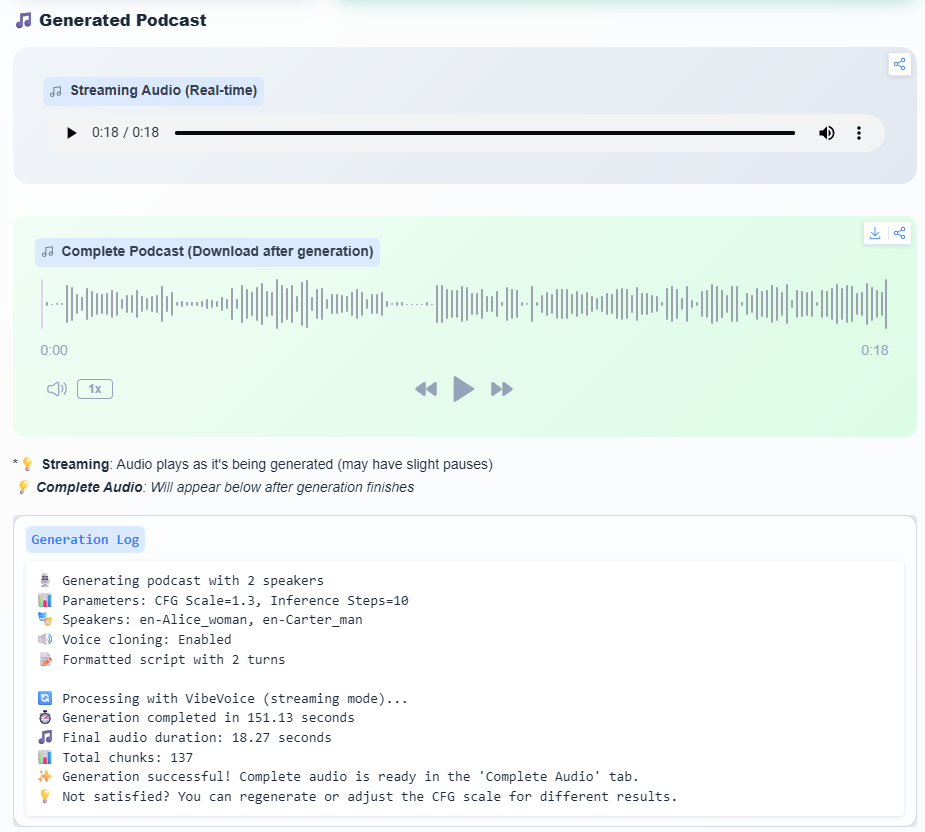 Generated Podcast
Streaming Audio (Real-time)
0:18 / 0:18
Complete Podcast (Download after generation)
0:00
0:18
1x
* Streaming: Audio plays as it's being generated (may have slight pauses)
Complete Audio: Will appear below after generation finishes
Generation Log
Generating podcast with 2 speakers
Parameters: CFG Scale=1.3, Inference Steps=10
Speakers: en-Alice_woman, en-Carter_man
Voice cloning: Enabled
Formatted script with 2 turns
Processing with VibeVoice (streaming mode)...
Generation completed in 151.13 seconds
Final audio duration: 18.27 seconds
Total chunks: 137
Generation successful! Complete audio is ready in the 'Complete Audio' tab.
Not satisfied? You can regenerate or adjust the CFG scale for different results.